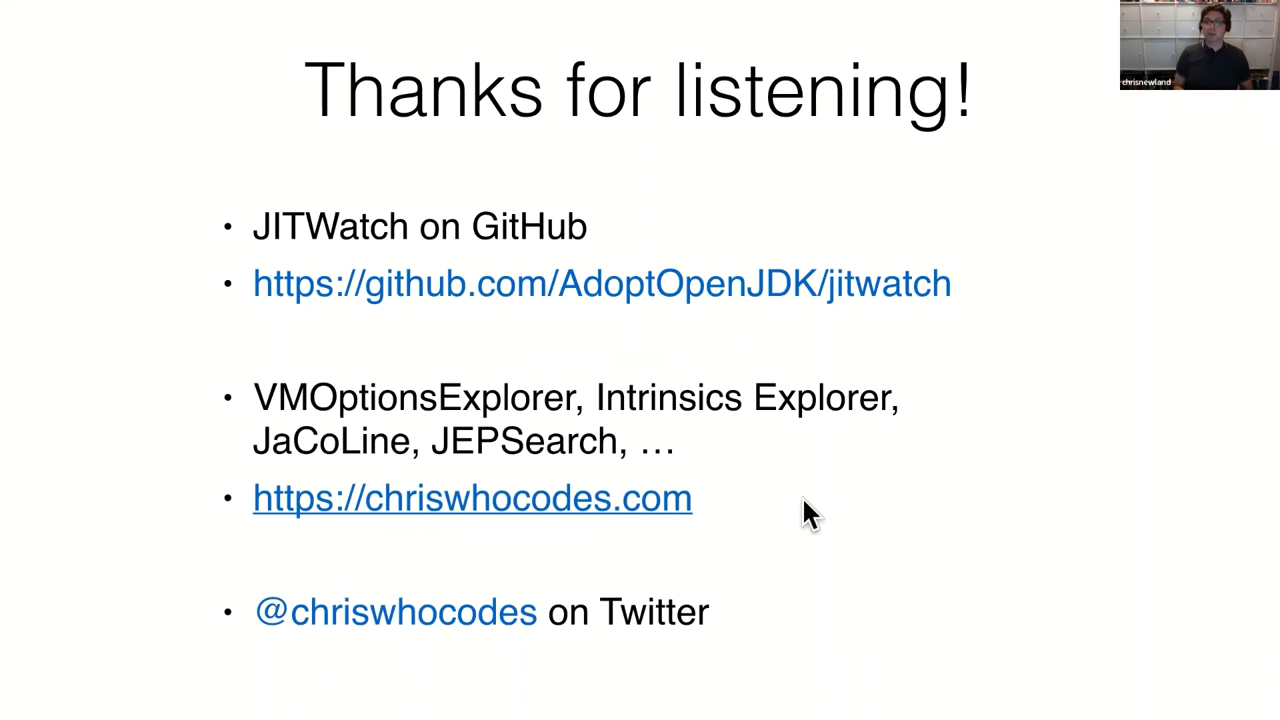 Thanks for listening!
chrisnewland
• JITWatch on GitHub
• https://github.com/AdoptOpenJDK/jitwatch
• VMOptionsExplorer, Intrinsics Explorer,
JaCoLine, JEPSearch, …
• https://chriswhocodes.com
• @chriswhocodes on Twitter